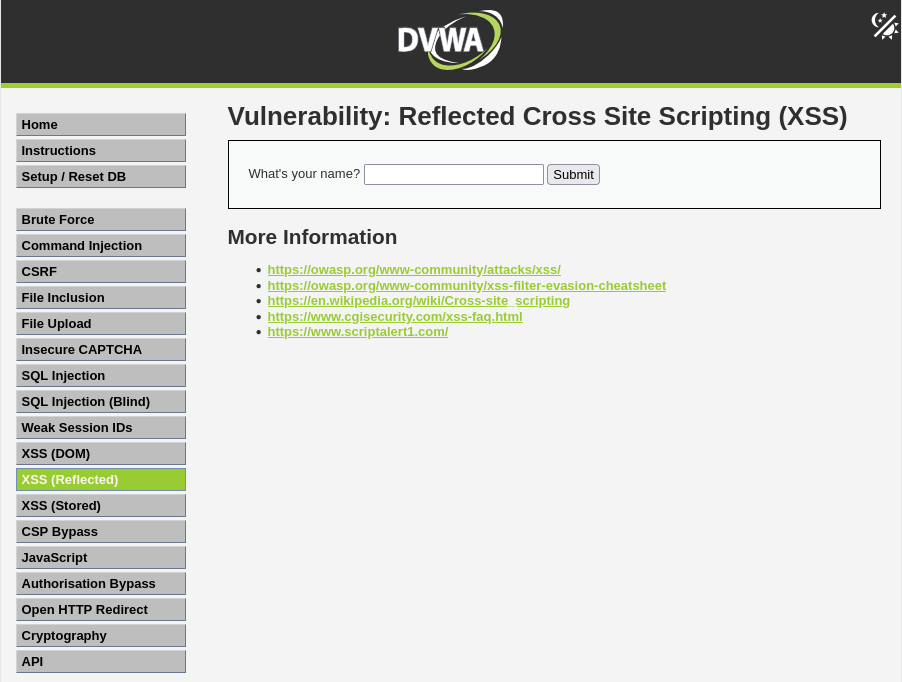 DVWA
Home
Instructions
Setup / Reset DB
Brute Force
Command Injection
CSRF
File Inclusion
File Upload
Insecure CAPTCHA
SQL Injection
SQL Injection (Blind)
Weak Session IDs
XSS (DOM)
XSS (Reflected)
XSS (Stored)
CSP Bypass
JavaScript
Authorisation Bypass
Open HTTP Redirect
Cryptography
API
Vulnerability: Reflected Cross Site Scripting (XSS)
What's your name? Submit
More Information
https://owasp.org/www-community/attacks/xss/
https://owasp.org/www-community/xss-filter-evasion-cheatsheet
https://en.wikipedia.org/wiki/Cross-site_scripting
https://www.cgisecurity.com/xss-faq.html
https://www.scriptalert1.com/